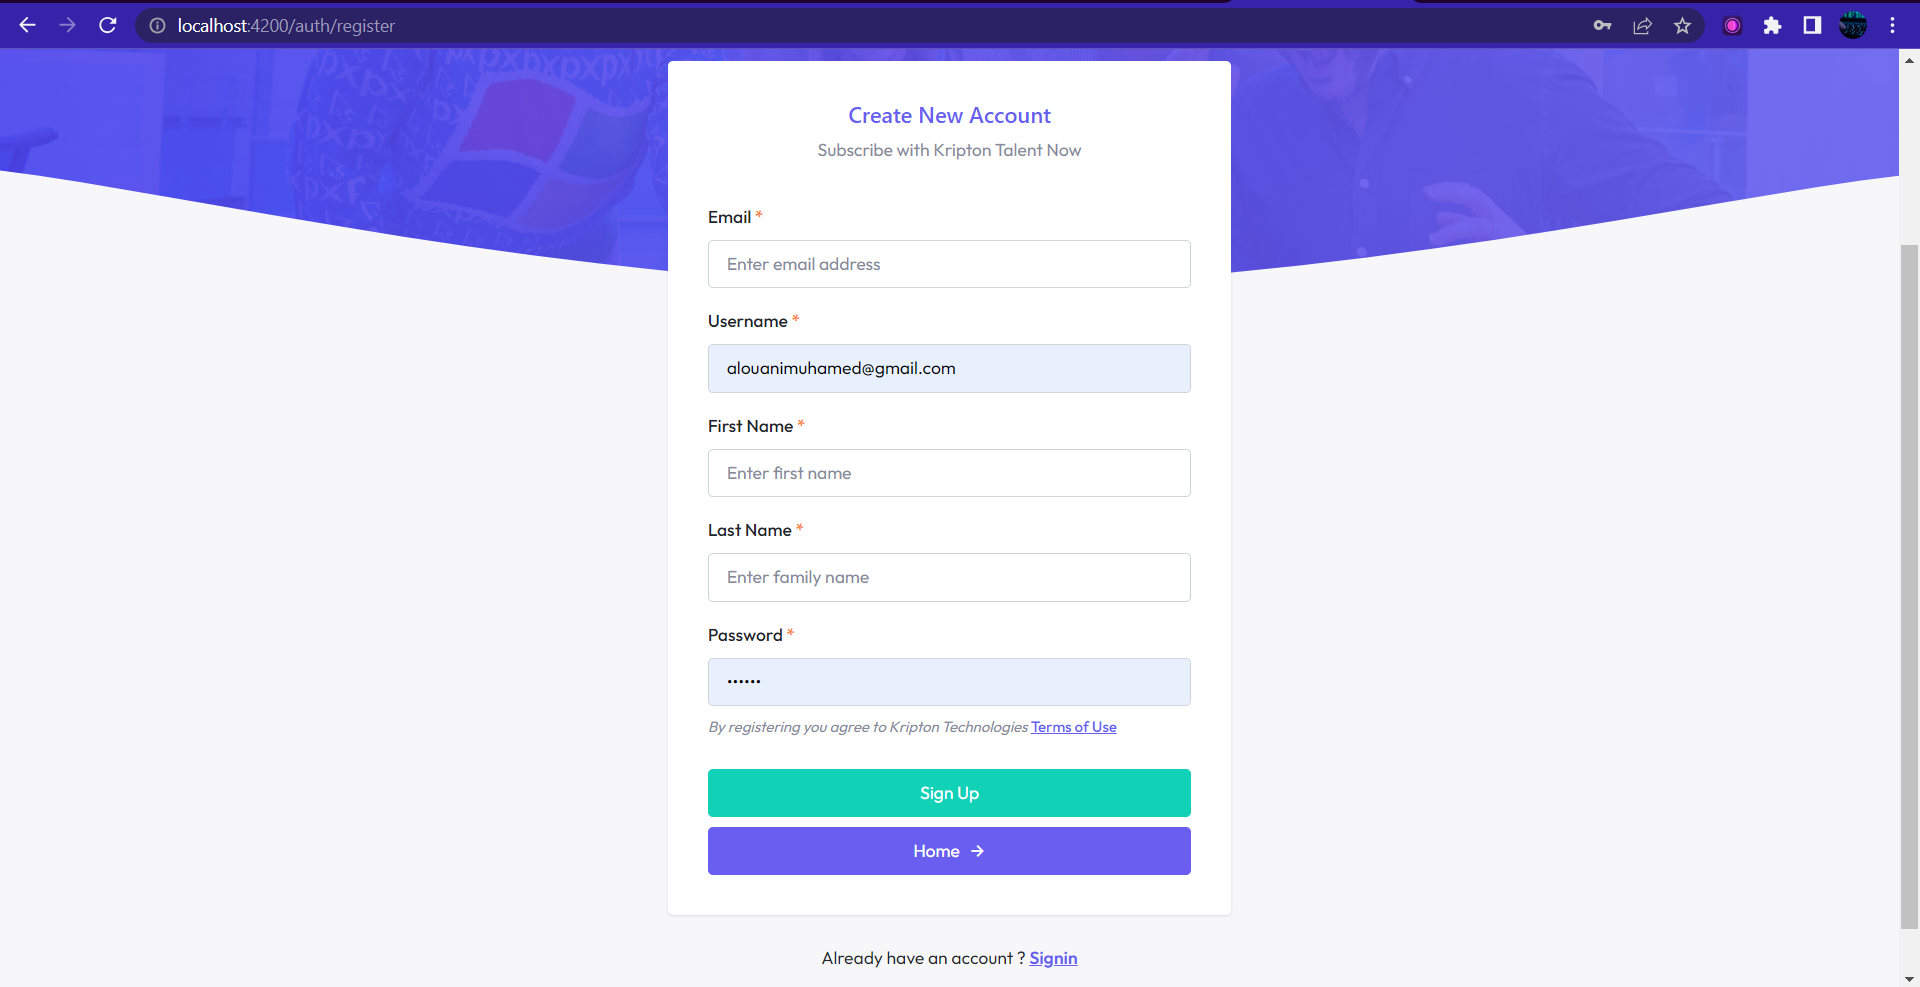 localhost:4200/auth/register
Create New Account
Subscribe with Kripton Talent Now
Email *
Enter email address
Username *
alouanimuhamed@gmail.com
First Name *
Enter first name
Last Name *
Enter family name
Password *
••••••
By registering you agree to Kripton Technologies Terms of Use
Sign Up
Home →
Already have an account ? Signin